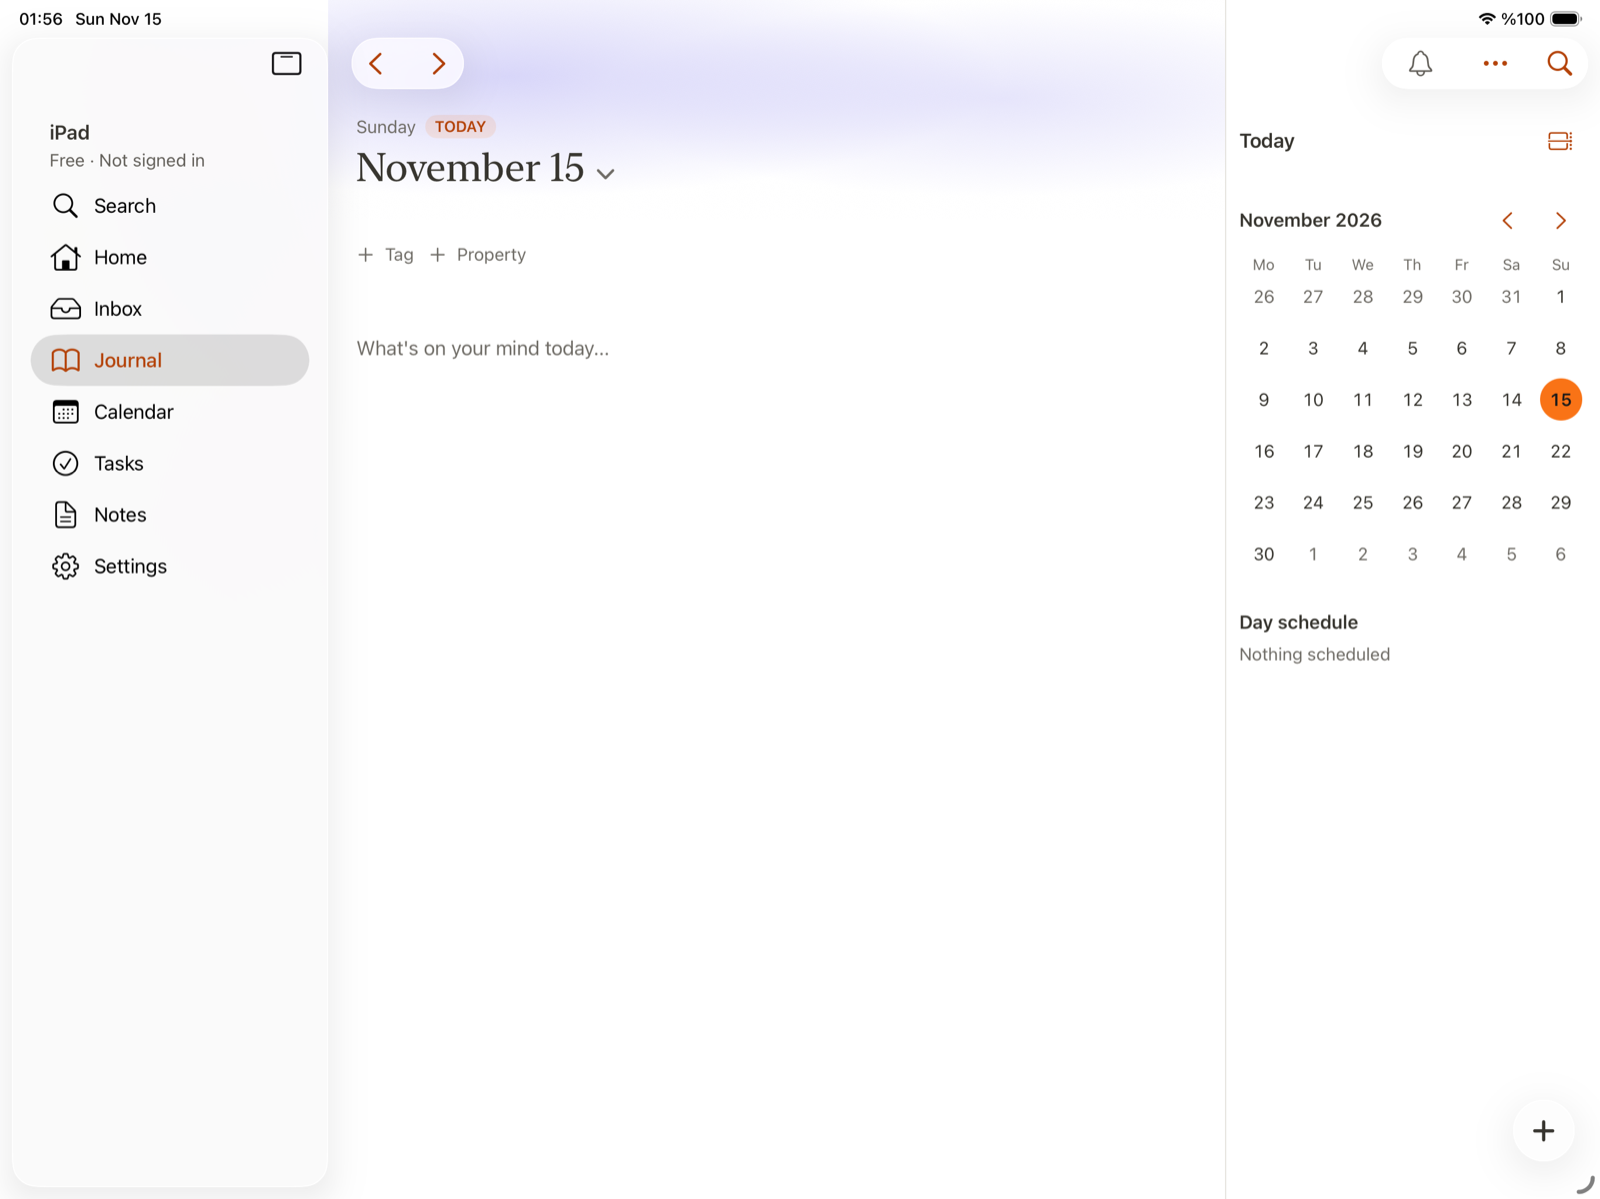 01:56 Sun Nov 15
%100
iPad
Free · Not signed in
Search
Home
Inbox
Journal
Calendar
Tasks
Notes
Settings
Sunday TODAY
November 15
+ Tag + Property
What's on your mind today...
Today
November 2026
Mo Tu We Th Fr Sa Su
26 27 28 29 30 31 1
2 3 4 5 6 7 8
9 10 11 12 13 14 15
16 17 18 19 20 21 22
23 24 25 26 27 28 29
30 1 2 3 4 5 6
Day schedule
Nothing scheduled